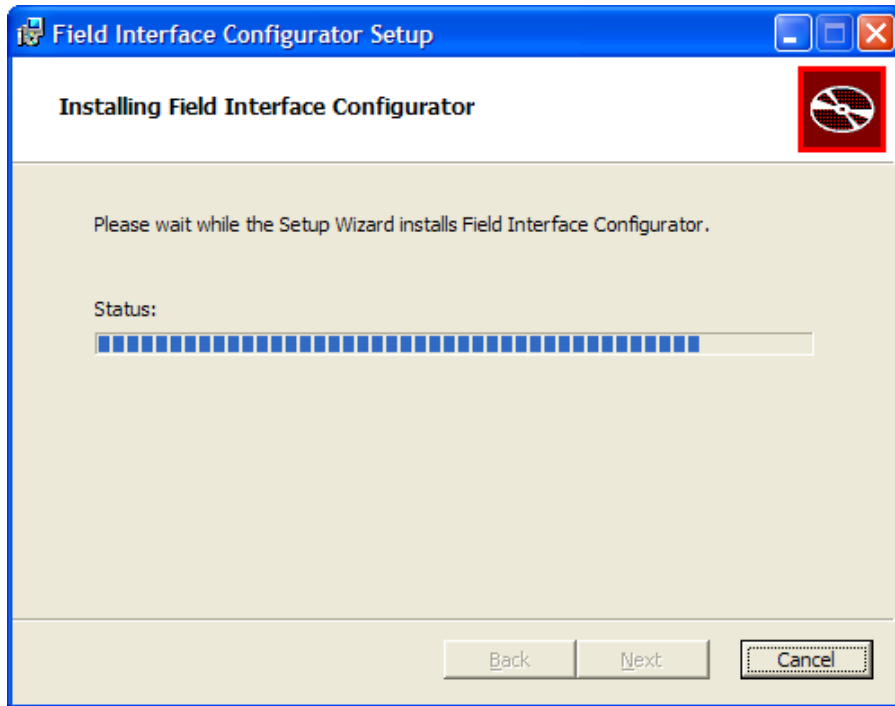 Field Interface Configurator Setup
Installing Field Interface Configurator
Please wait while the Setup Wizard installs Field Interface Configurator.
Status:
Back Next Cancel